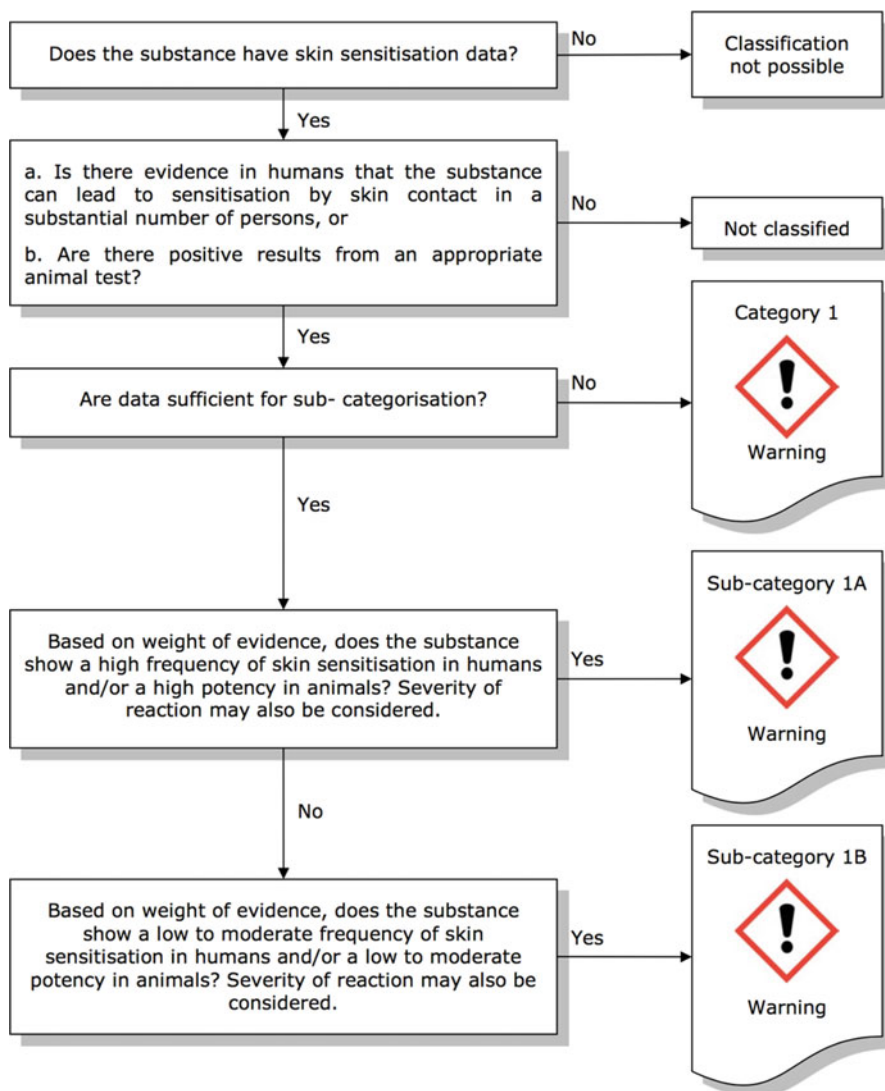 Does the substance have skin sensitisation data?
No
Classification
not possible
Yes
a. Is there evidence in humans that the substance
can lead to sensitisation by skin contact in a
substantial number of persons, or
b. Are there positive results from an appropriate
animal test?
No
Not classified
Yes
Are data sufficient for sub- categorisation?
No
Category 1
Warning
Yes
Based on weight of evidence, does the substance
show a high frequency of skin sensitisation in humans
and/or a high potency in animals? Severity of
reaction may also be considered.
Yes
Sub-category 1A
Warning
No
Based on weight of evidence, does the substance
show a low to moderate frequency of skin
sensitisation in humans and/or a low to moderate
potency in animals? Severity of reaction may also be
considered.
Yes
Sub-category 1B
Warning